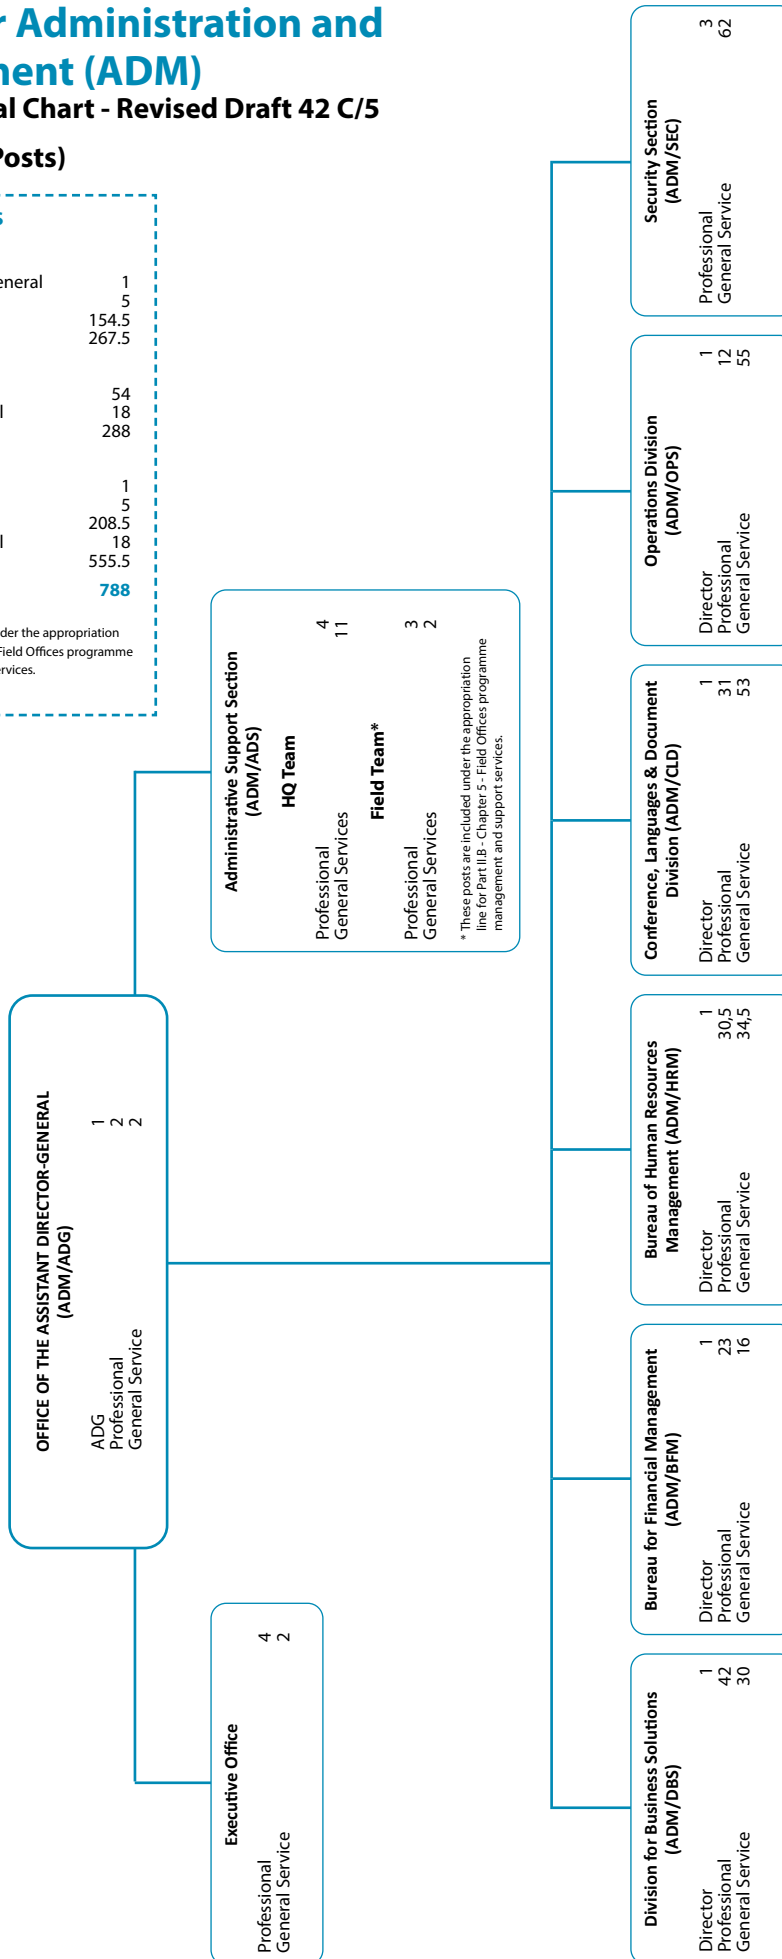 r Administration and
ment (ADM)
al Chart - Revised Draft 42 C/5
Posts)
s
eneral 1
5
154.5
267.5
54
l 18
288
1
5
208.5
l 18
555.5
788
der the appropriation
Field Offices programme
ervices.
OFFICE OF THE ASSISTANT DIRECTOR-GENERAL
(ADM/ADG)
ADG 1
Professional 2
General Service 2
Executive Office
Professional 4
General Service 2
Administrative Support Section
(ADM/ADS)
HQ Team
Professional 4
General Services 11
Field Team*
Professional 3
General Services 2
* These posts are included under the appropriation
line for Part II.B - Chapter 5 - Field Offices programme
management and support services.
Division for Business Solutions
(ADM/DBS)
Director 1
Professional 42
General Service 30
Bureau for Financial Management
(ADM/BFM)
Director 1
Professional 23
General Service 16
Bureau of Human Resources
Management (ADM/HRM)
Director 1
Professional 30,5
General Service 34,5
Conference, Languages & Document
Division (ADM/CLD)
Director 1
Professional 31
General Service 53
Operations Division
(ADM/OPS)
Director 1
Professional 12
General Service 55
Security Section
(ADM/SEC)
Professional 3
General Service 62